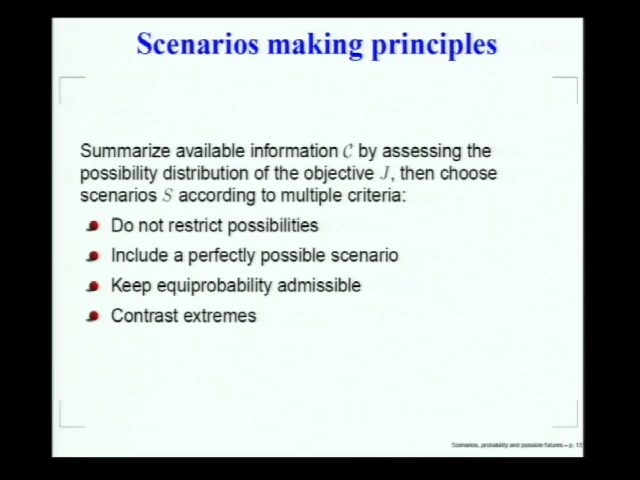 Scenarios making principles
Summarize available information C by assessing the
possibility distribution of the objective J, then choose
scenarios S according to multiple criteria:
Do not restrict possibilities
Include a perfectly possible scenario
Keep equiprobability admissible
Contrast extremes
Scenarios, probability and possible futures – p. 13